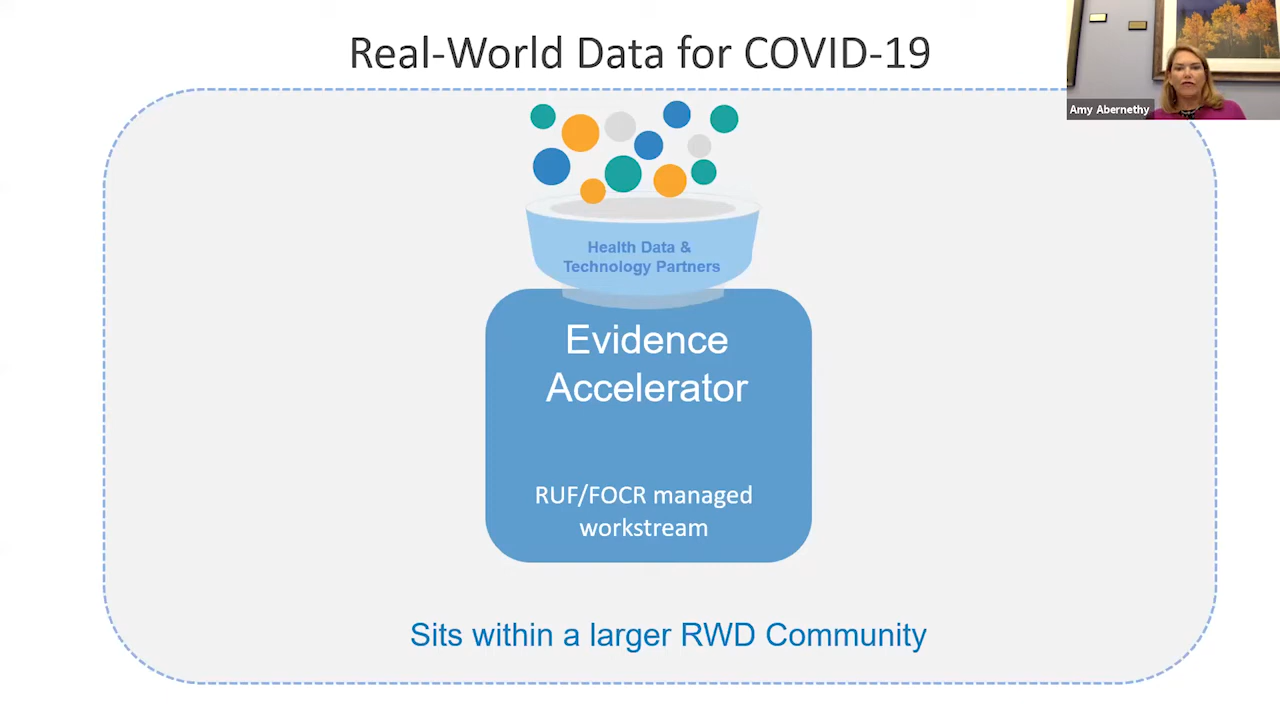 Real-World Data for COVID-19
Amy Abernethy
Health Data &
Technology Partners
Evidence
Accelerator
RUF/FOCR managed
workstream
Sits within a larger RWD Community